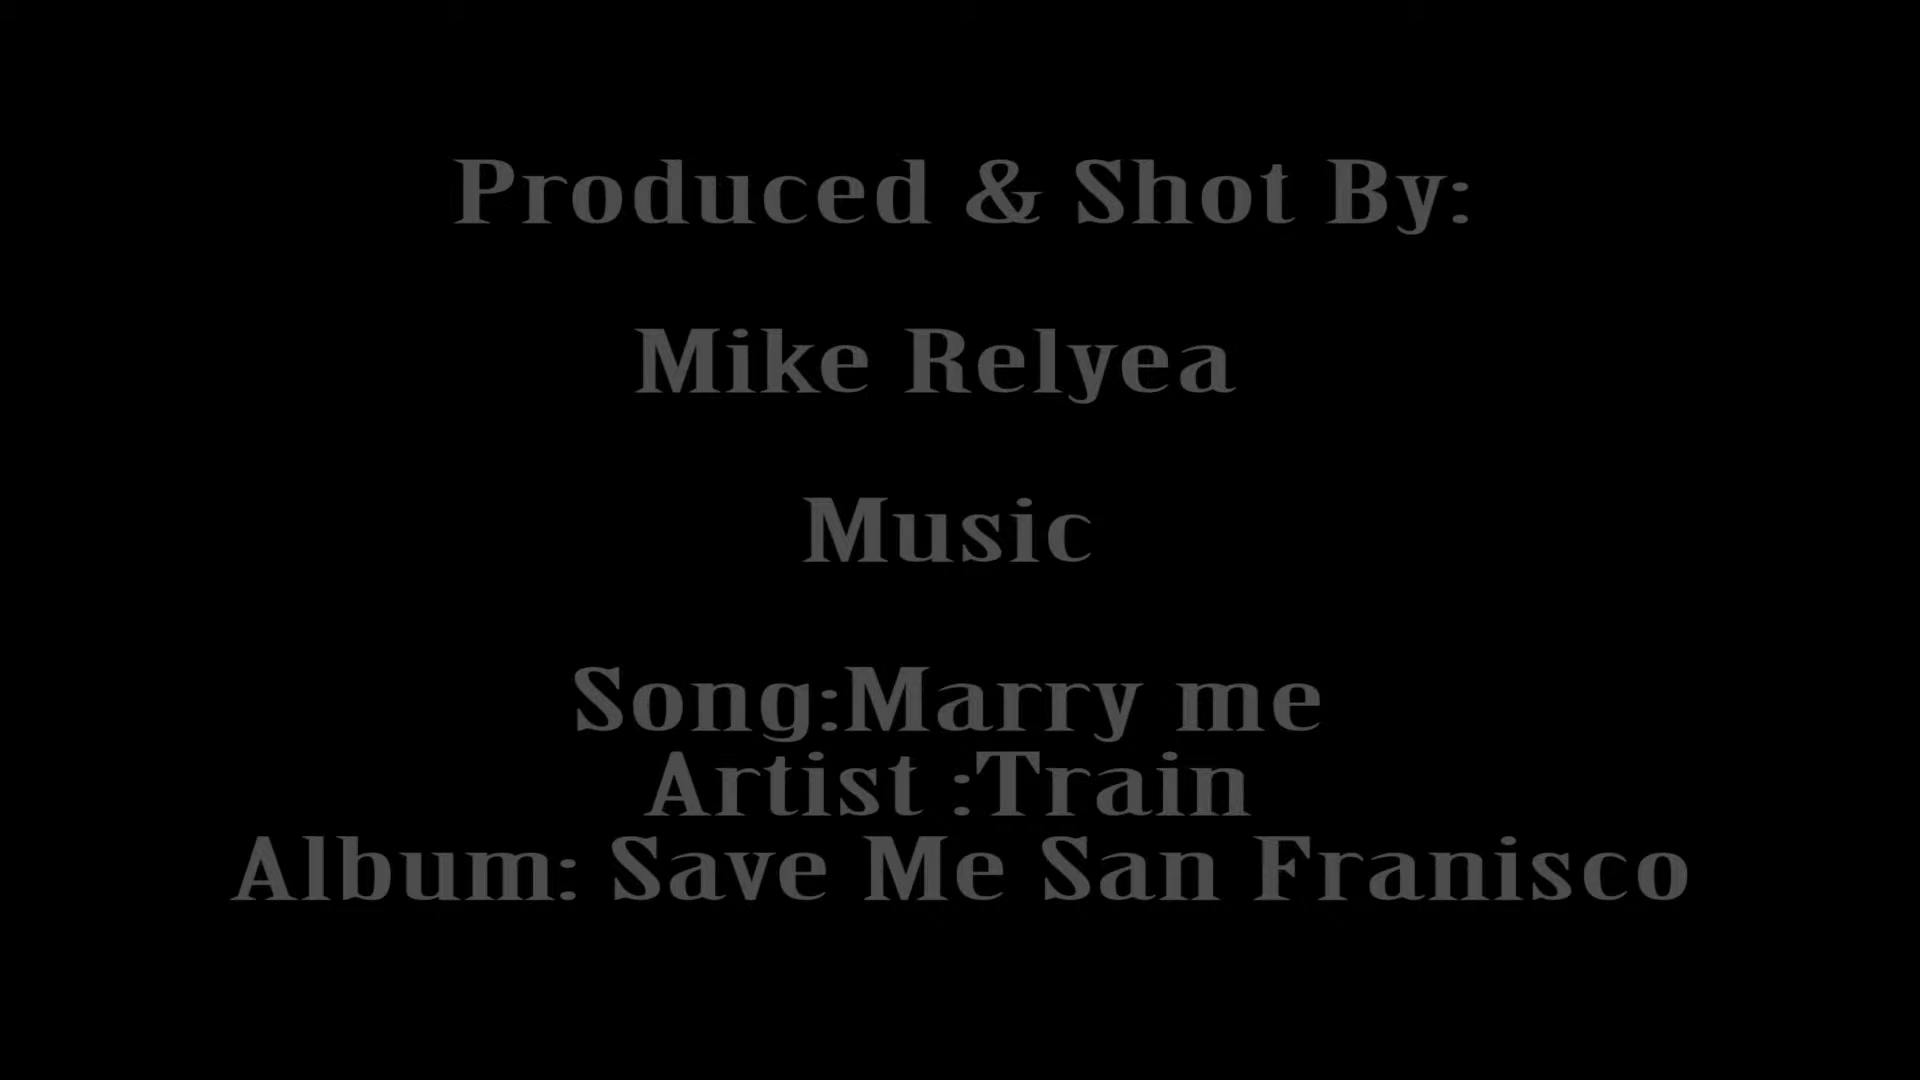 Produced & Shot By:
Mike Relyea
Music
Song:Marry me
Artist :Train
Album: Save Me San Franisco